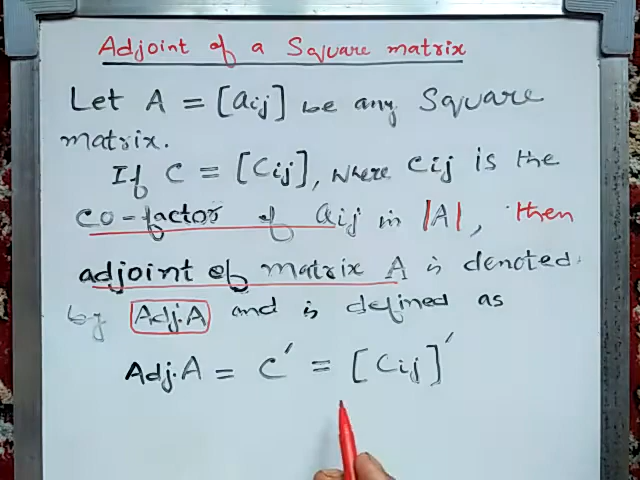 Adjoint of a Square matrix
Let A = [aij] be any Square
matrix.
If C = [Cij], where cij is the
co-factor of aij in |A|, then
adjoint of matrix A is denoted
by Adj.A and is defined as
Adj.A = C' = [Cij]'